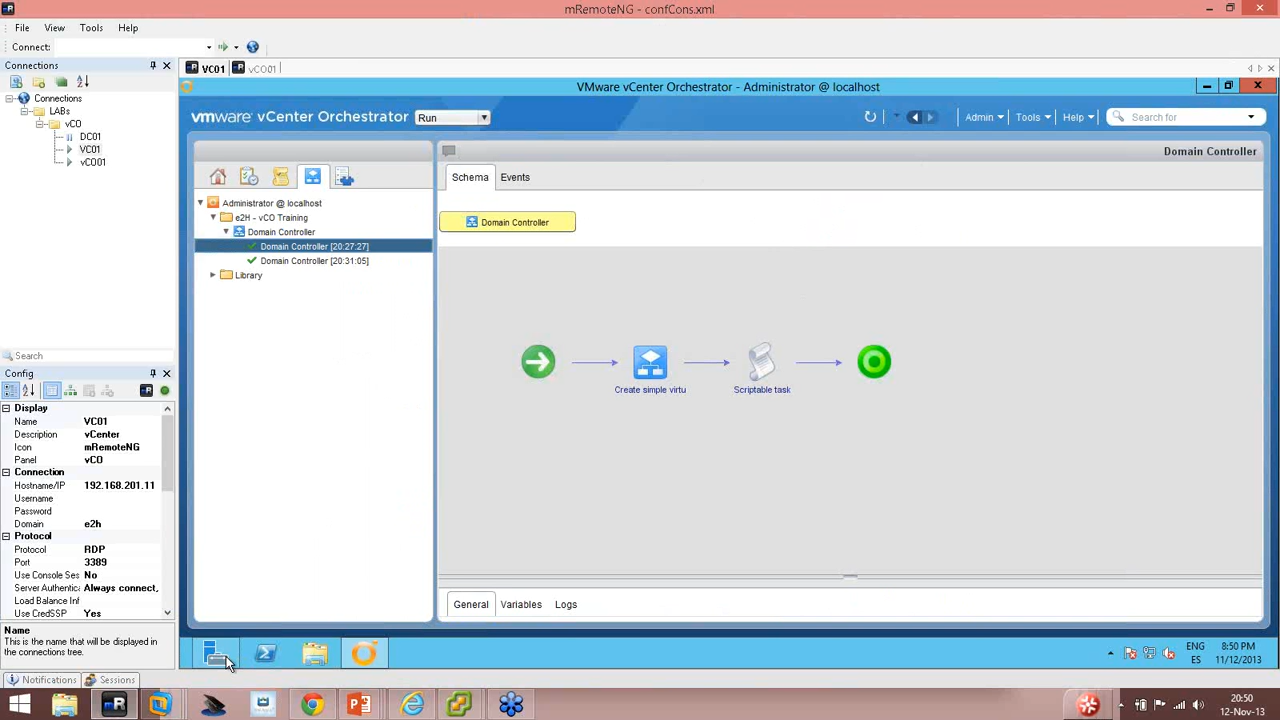 mRemoteNG - confCons.xml
File View Tools Help
Connect:
Connections
VC01 vCO01
Connections
LABs
vCO
DC01
VC01
vCO01
Search
Config
Display
Name VC01
Description vCenter
Icon mRemoteNG
Panel vCO
Connection
Hostname/IP 192.168.201.11
Username
Password
Domain e2h
Protocol
Protocol RDP
Port 3389
Use Console Ses No
Server Authentica Always connect,
Load Balance Inf
Use CredSSP Yes
Name
This is the name that will be displayed in
the connections tree.
Notifications Sessions
VMware vCenter Orchestrator - Administrator @ localhost
vmware vCenter Orchestrator Run Admin Tools Help Search for
Domain Controller
Administrator @ localhost
e2H - vCO Training
Domain Controller
Domain Controller [20:27:27]
Domain Controller [20:31:05]
Library
Schema Events
Domain Controller
Create simple virtu
Scriptable task
General Variables Logs
ENG
ES
8:50 PM
11/12/2013
20:50
12-Nov-13